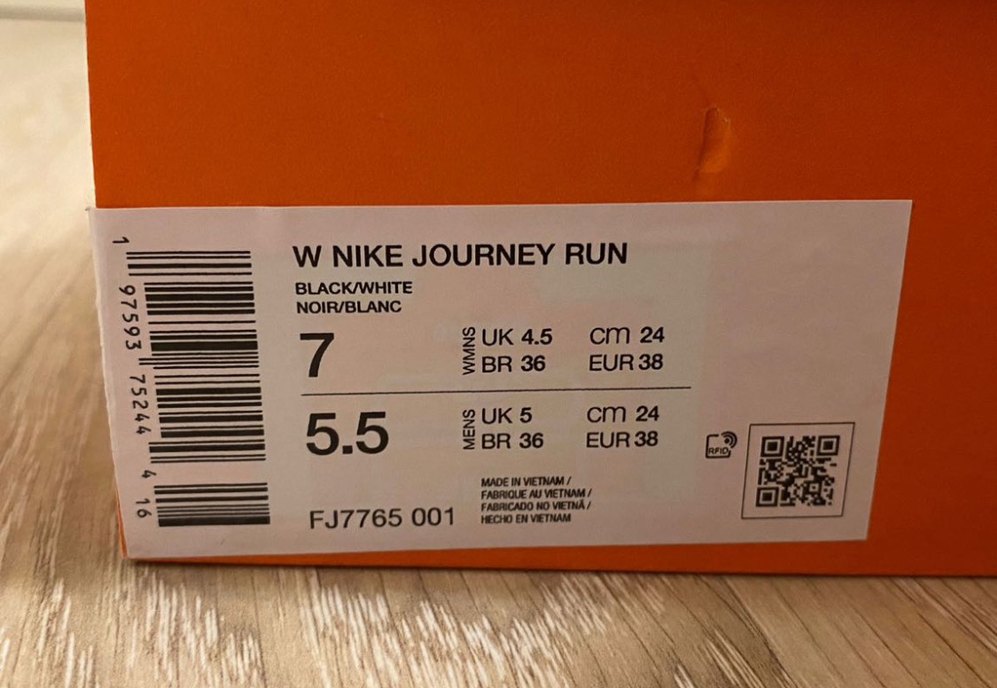 W NIKE JOURNEY RUN
BLACK/WHITE
NOIR/BLANC
7
WMNS
UK 4.5 cm 24
BR 36 EUR 38
5.5
MENS
UK 5 cm 24
BR 36 EUR 38
MADE IN VIETNAM /
FABRIQUE AU VIETNAM /
FABRICADO NO VIETNÃ /
HECHO EN VIETNAM
FJ7765 001
RFID
1 97593 75244 4 16